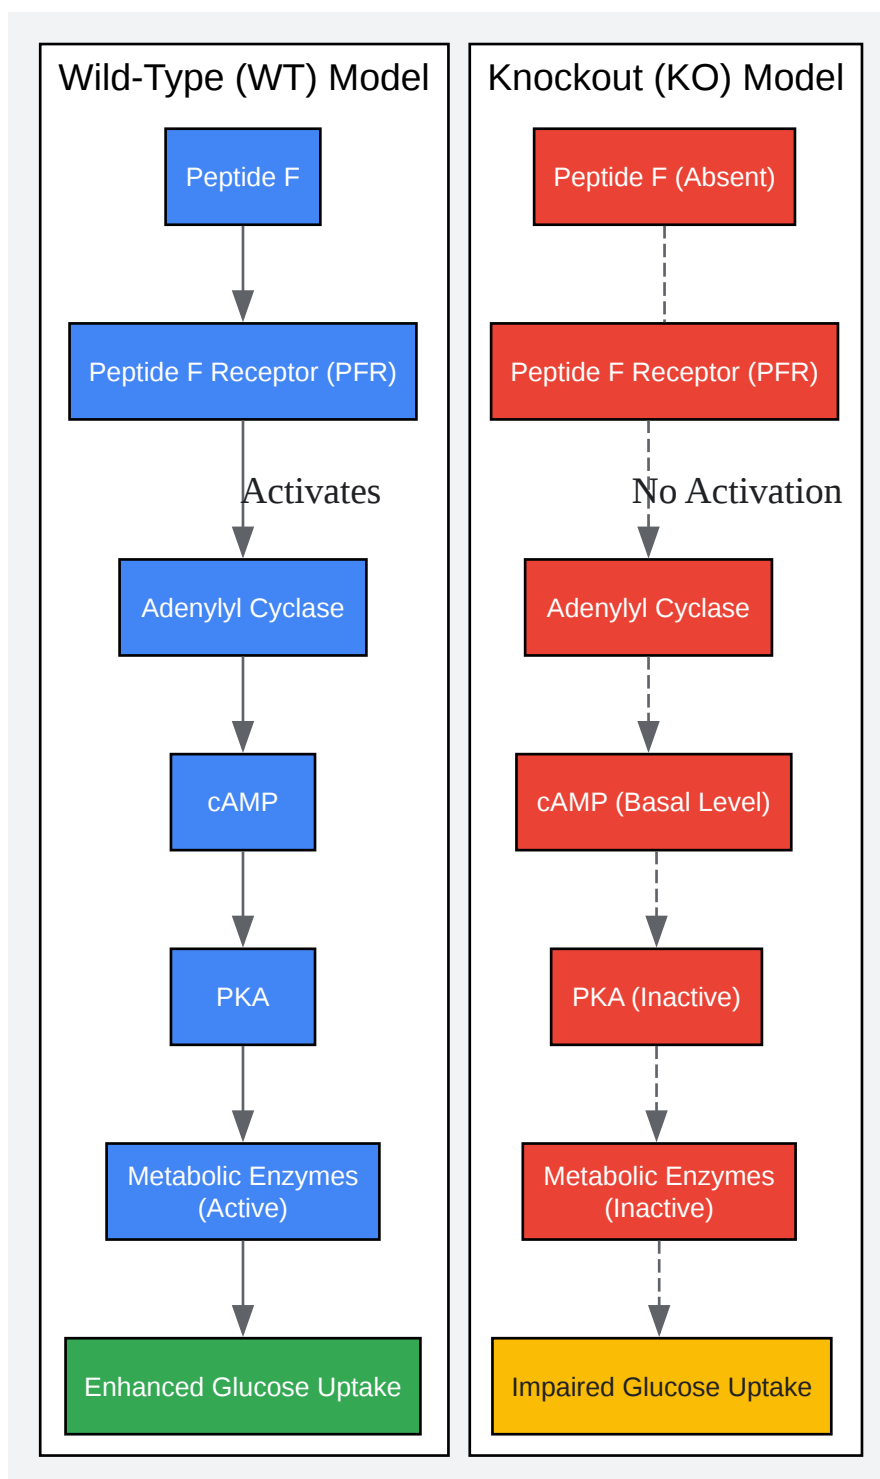 Wild-Type (WT) Model
Peptide F
Peptide F Receptor (PFR)
Activates
Adenylyl Cyclase
cAMP
PKA
Metabolic Enzymes
(Active)
Enhanced Glucose Uptake
Knockout (KO) Model
Peptide F (Absent)
Peptide F Receptor (PFR)
No Activation
Adenylyl Cyclase
cAMP (Basal Level)
PKA (Inactive)
Metabolic Enzymes
(Inactive)
Impaired Glucose Uptake